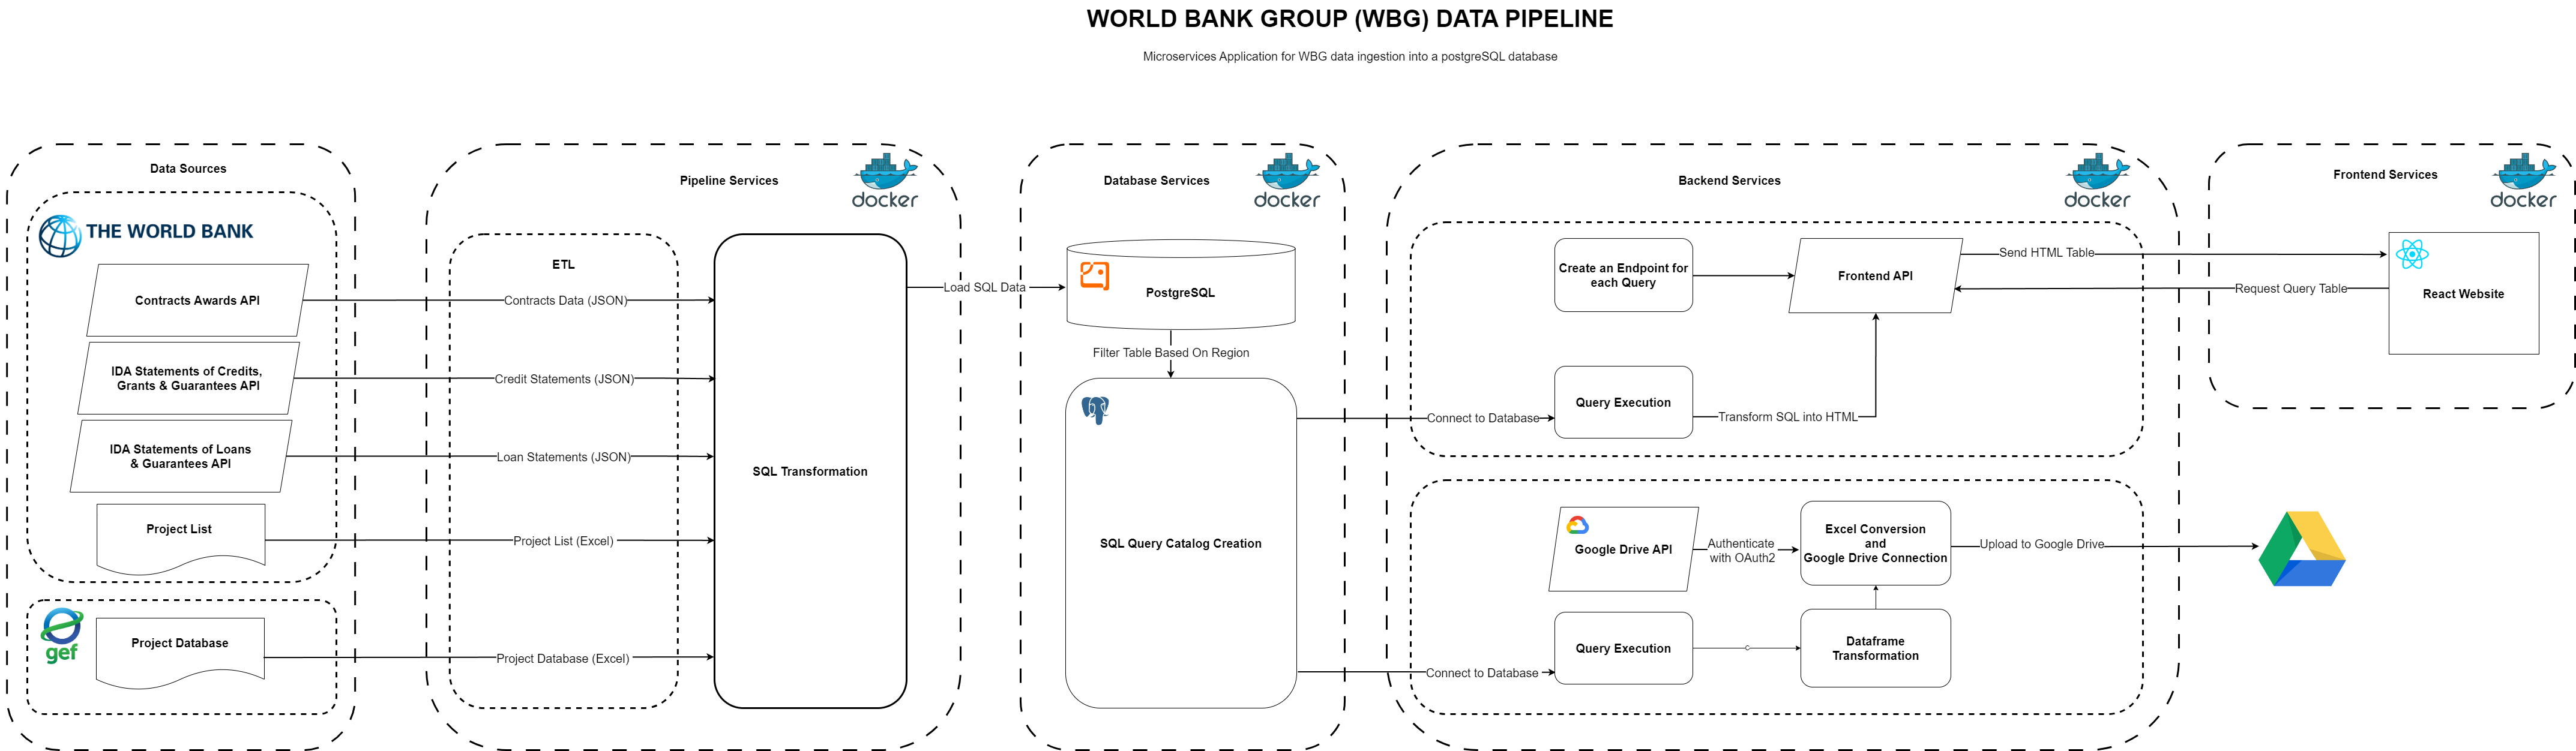 WORLD BANK GROUP (WBG) DATA PIPELINE
Microservices Application for WBG data ingestion into a postgreSQL database
Data Sources
THE WORLD BANK
Contracts Awards API
IDA Statements of Credits,
Grants & Guarantees API
IDA Statements of Loans
& Guarantees API
Project List
gef
Project Database
Pipeline Services
docker
ETL
Contracts Data (JSON)
Credit Statements (JSON)
Loan Statements (JSON)
Project List (Excel)
Project Database (Excel)
SQL Transformation
Load SQL Data
Database Services
docker
PostgreSQL
Filter Table Based On Region
SQL Query Catalog Creation
Connect to Database
Connect to Database
Backend Services
docker
Create an Endpoint for
each Query
Frontend API
Query Execution
Transform SQL into HTML
Google Drive API
Authenticate
with OAuth2
Excel Conversion
and
Google Drive Connection
Query Execution
Dataframe
Transformation
Send HTML Table
Request Query Table
Upload to Google Drive
Frontend Services
docker
React Website